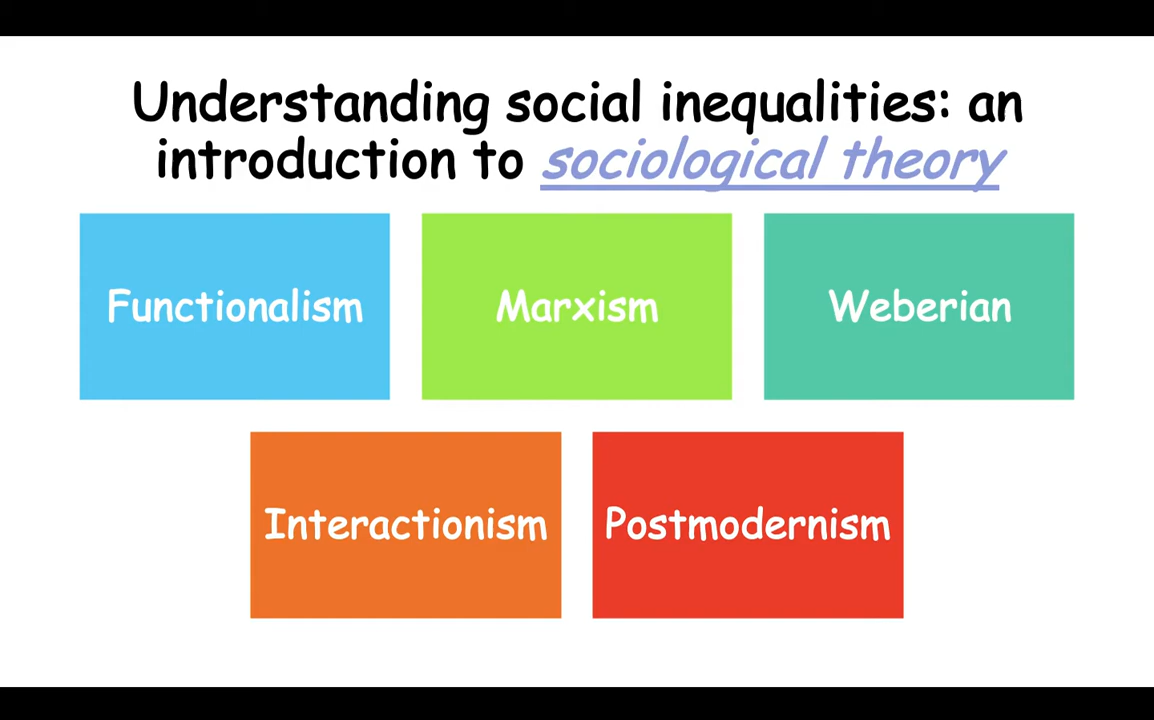 Understanding social inequalities: an
introduction to sociological theory
Functionalism
Marxism
Weberian
Interactionism
Postmodernism